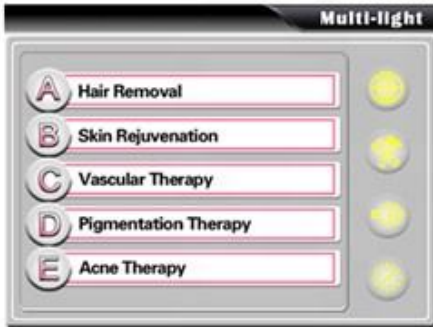 Multi-light
A Hair Removal
B Skin Rejuvenation
C Vascular Therapy
D Pigmentation Therapy
E Acne Therapy